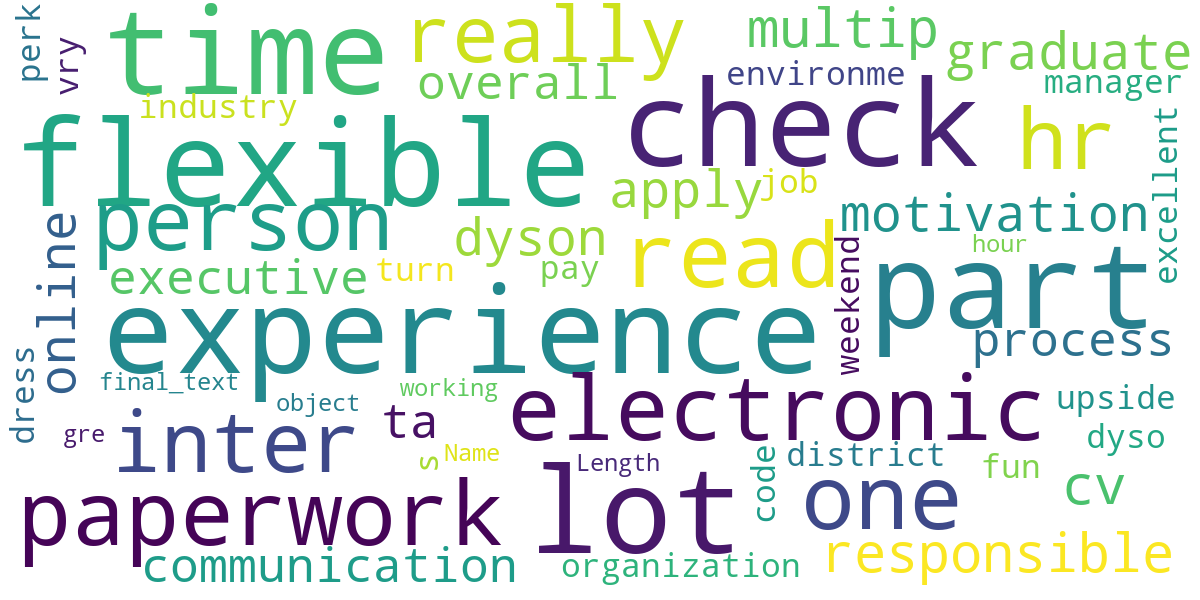 perk
vry
time
really
multip
graduate
overall
environme
manager
industry
check
hr
flexible
excellent
apply
job
person
motivation
online
dyson
read
hour
executive
turn
pay
weekend
part
experience
process
dress
final_text
object
working
electronic
upside
gre
inter
ta
s
Name
Length
code
district
dyso
fun
paperwork
lot
one
cv
communication
organization
responsible